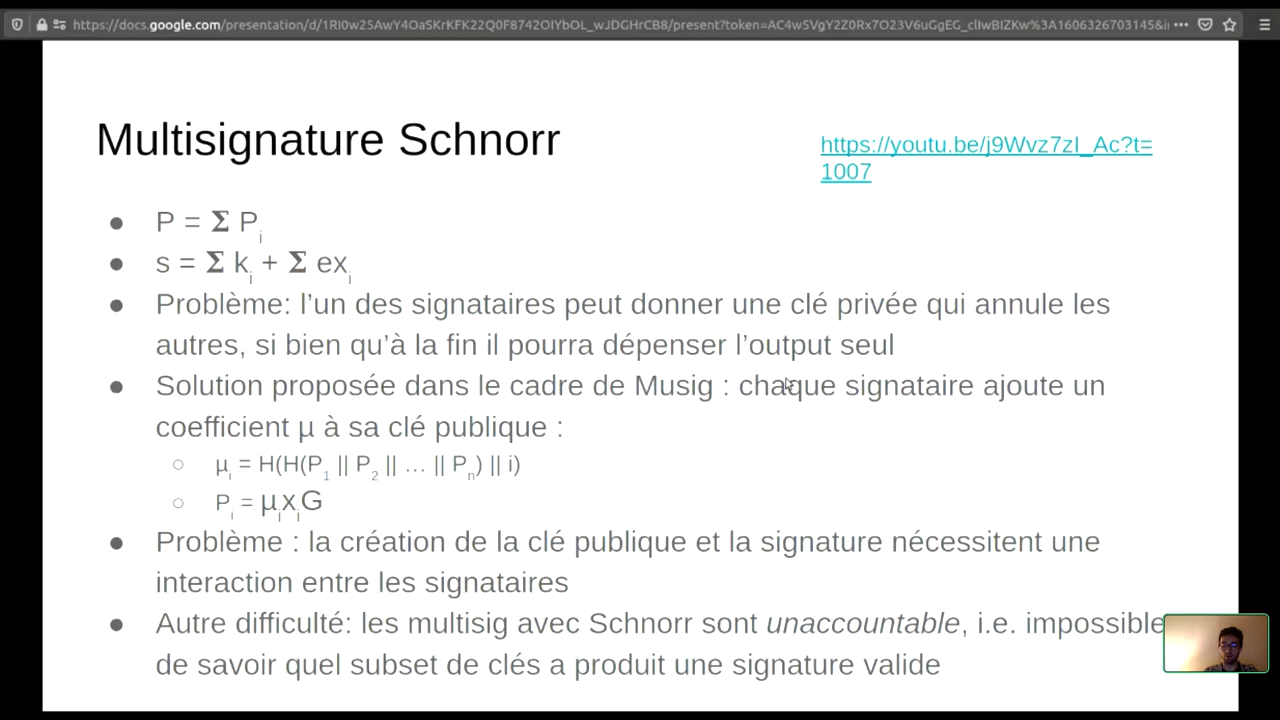 https://docs.google.com/presentation/d/1RI0w25AwY4OaSKrKFK22Q0F8742OIYbOL_wJDGHrCB8/present?token=AC4w5VgY2Z0Rx7O23V6uGgEG_clIwBIZKw%3A1606326703145&i
Multisignature Schnorr
https://youtu.be/j9Wvz7zI_Ac?t=
1007
● P = Σ Pi
● s = Σ ki + Σ exi
● Problème: l’un des signataires peut donner une clé privée qui annule les
autres, si bien qu’à la fin il pourra dépenser l’output seul
● Solution proposée dans le cadre de Musig : chaque signataire ajoute un
coefficient µ à sa clé publique :
○ µi = H(H(P1 || P2 || … || Pn) || i)
○ Pi = µixiG
● Problème : la création de la clé publique et la signature nécessitent une
interaction entre les signataires
● Autre difficulté: les multisig avec Schnorr sont unaccountable, i.e. impossible
de savoir quel subset de clés a produit une signature valide